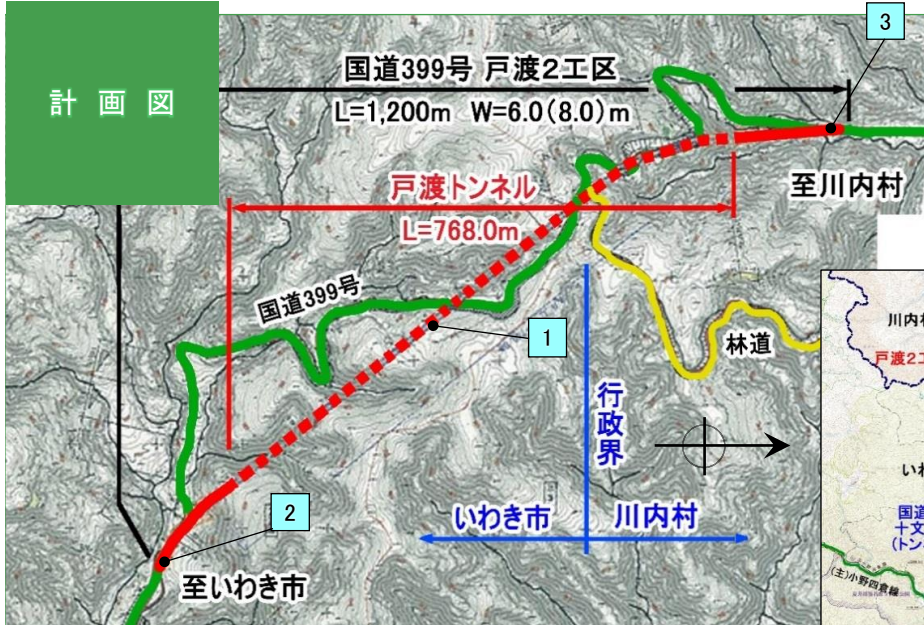 計画図
3
国道399号 戸渡2工区
L=1,200m W=6.0(8.0)m
至川内村
戸渡トンネル
L=768.0m
国道399号
1
林道
行政界
2
いわき市
川内村
至いわき市
川内村
戸渡2工
いわ
国道
十文
(トン
(主)小野四倉線